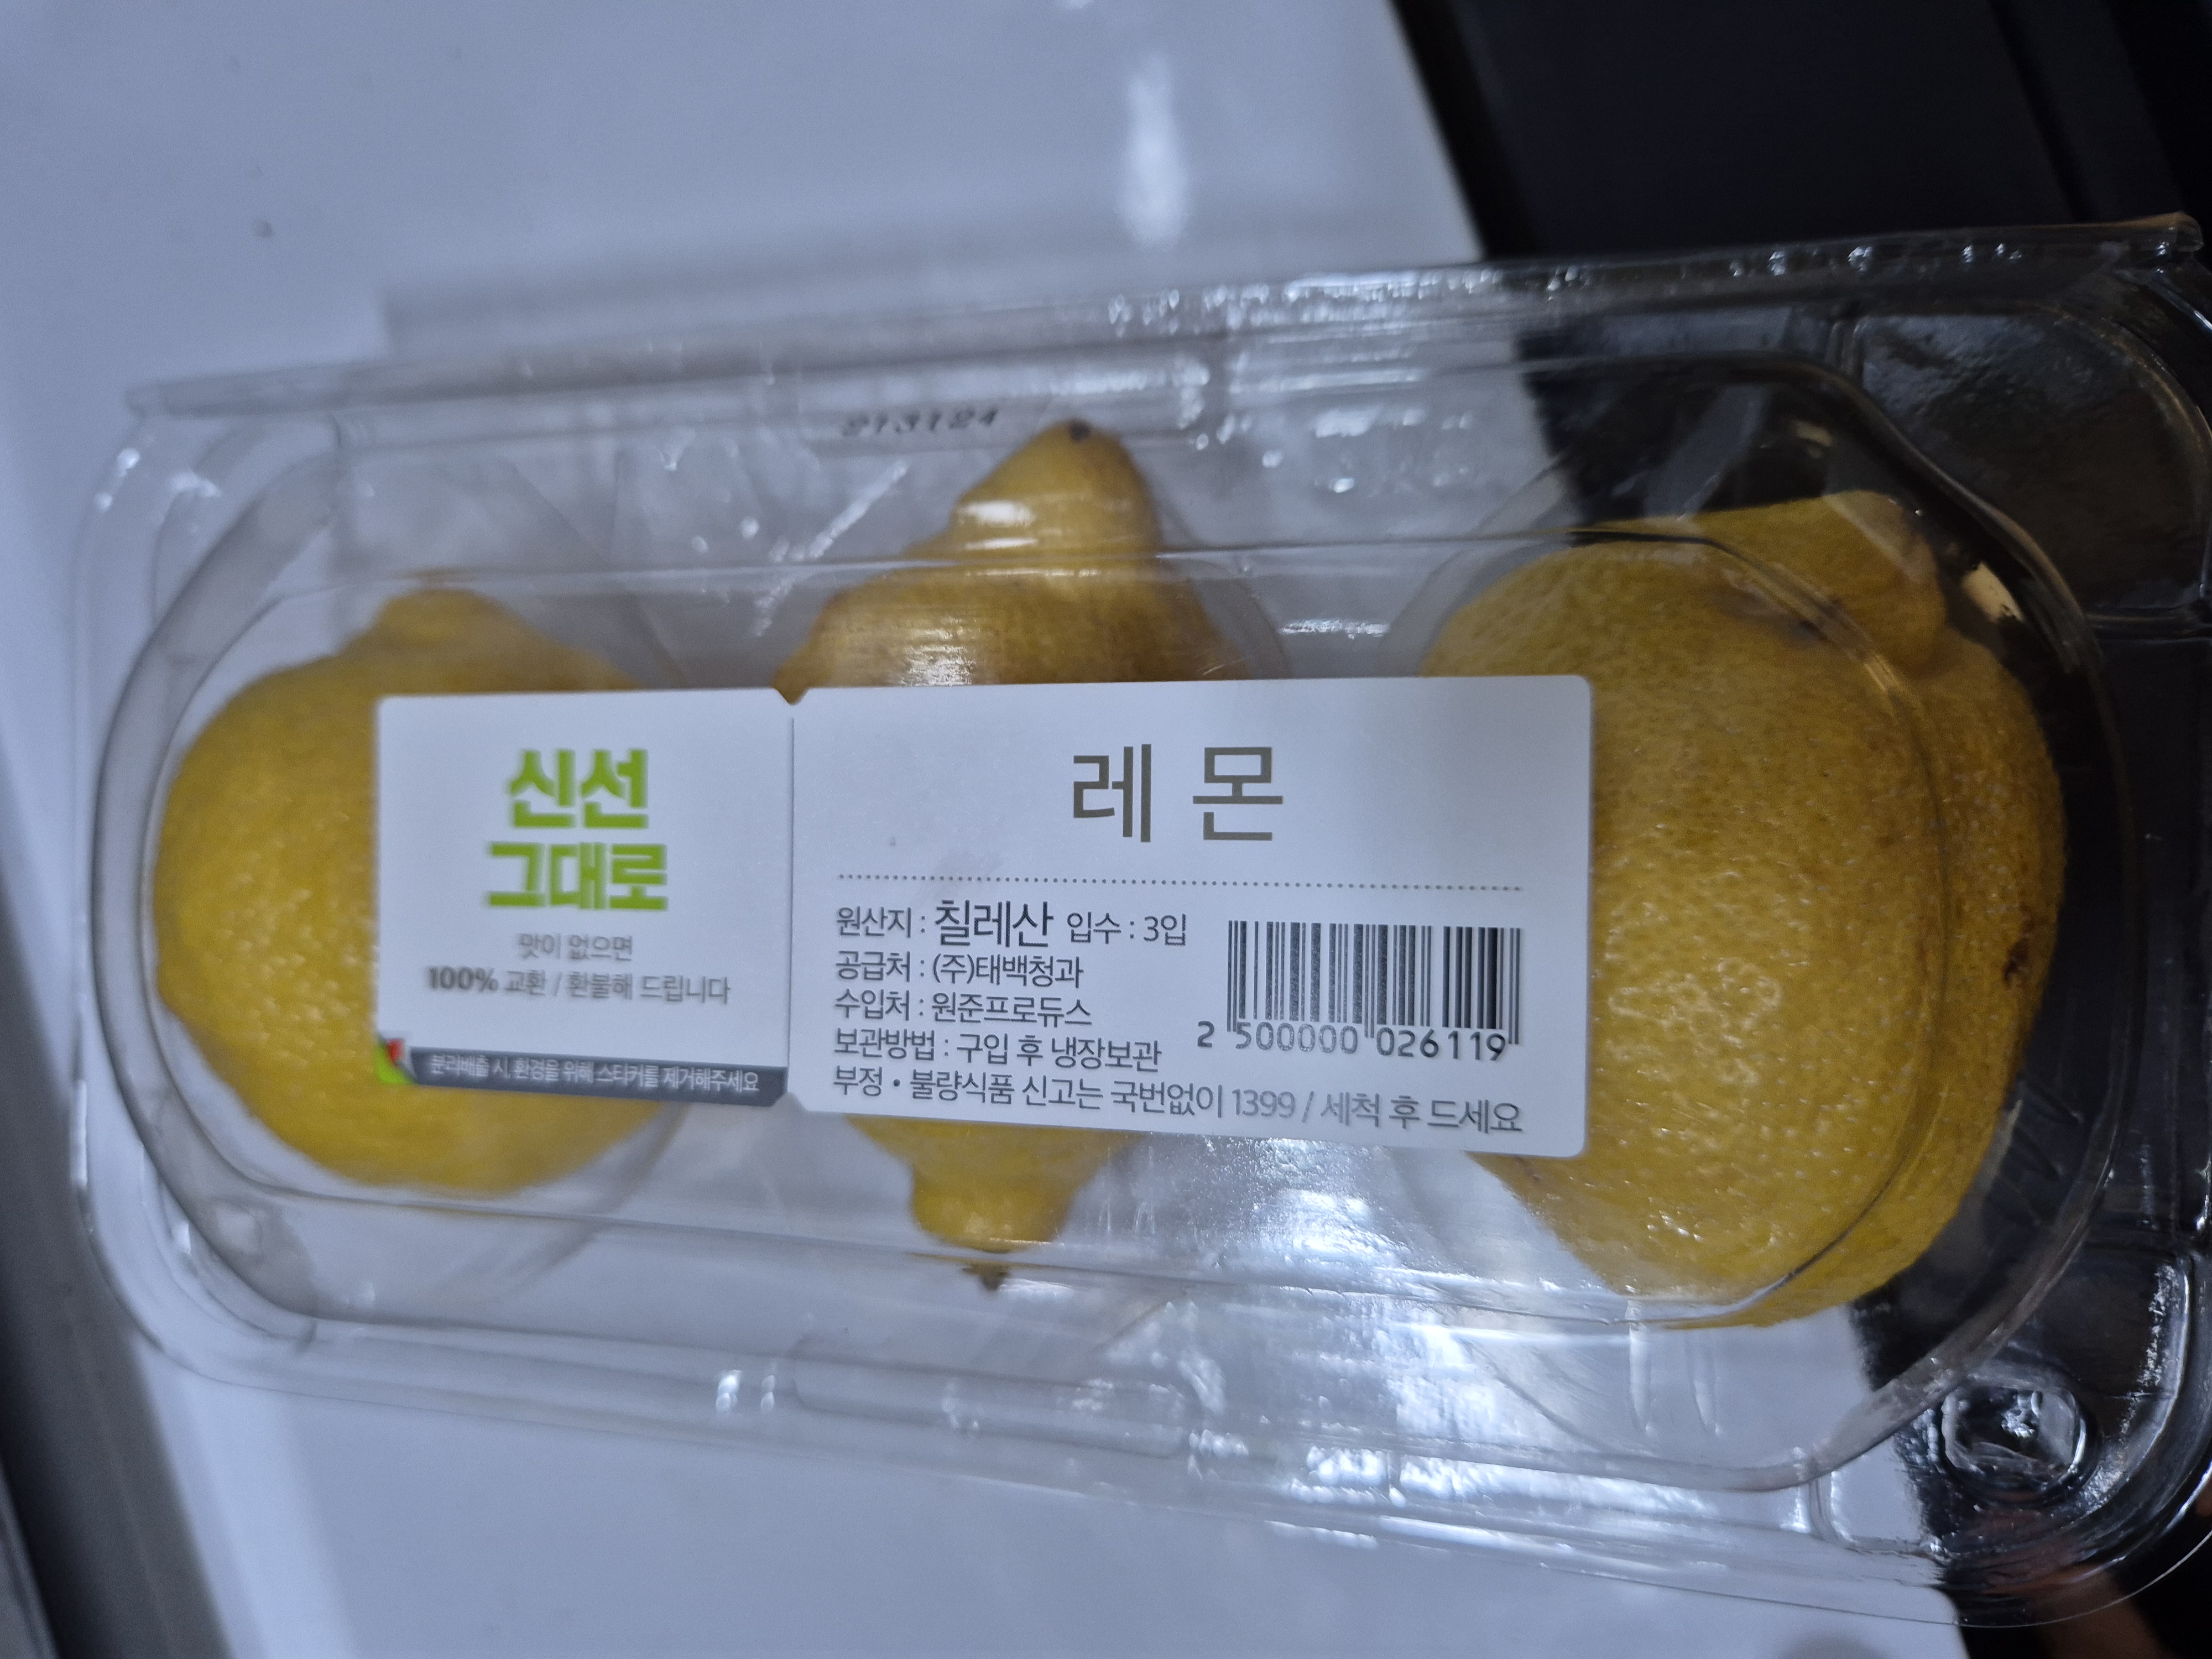 213124
신선
그대로
맛이 없으면
100% 교환 / 환불해 드립니다
분리배출 시, 환경을 위해 스티커를 제거해주세요
레몬
원산지 : 칠레산 입수 : 3입
공급처 : (주)태백청과
수입처 : 원준프로듀스
보관방법 : 구입 후 냉장보관
부정 • 불량식품 신고는 국번없이 1399 / 세척 후 드세요
2 500000 026119